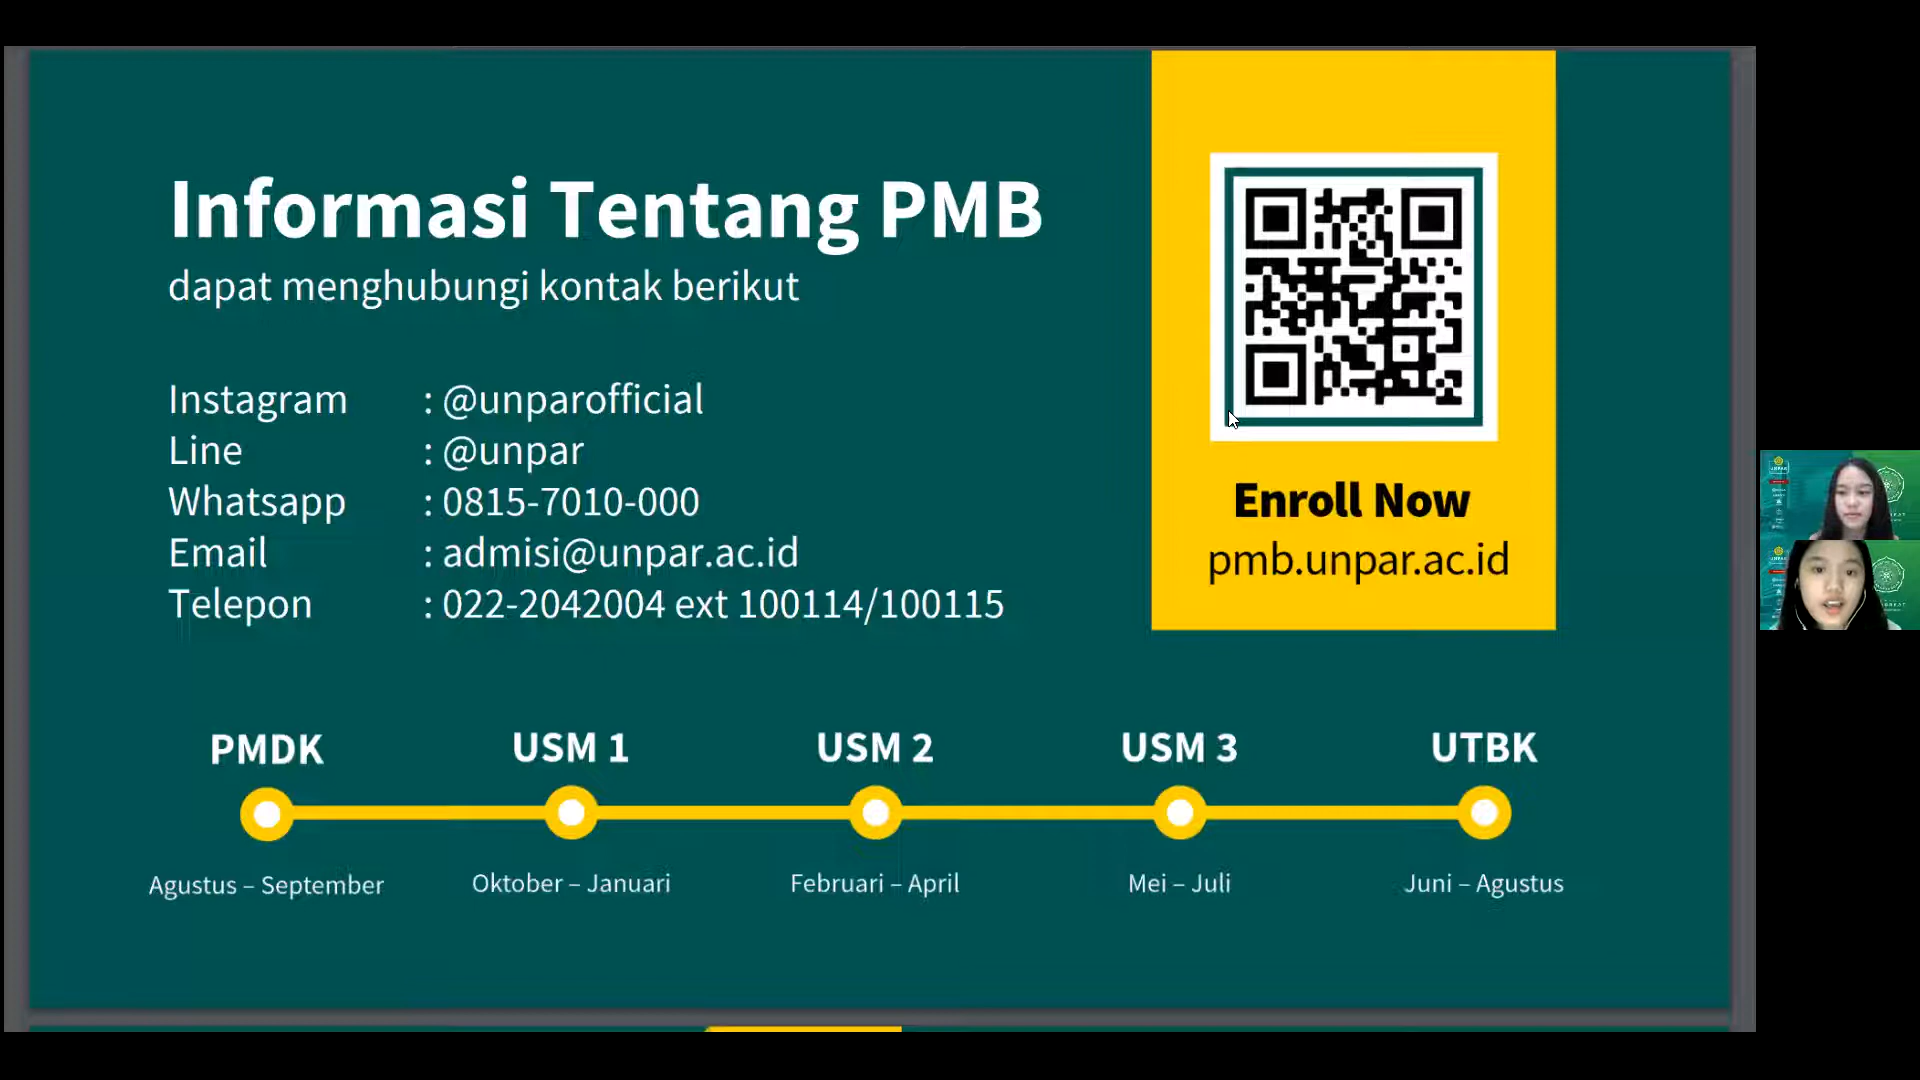 Informasi Tentang PMB
dapat menghubungi kontak berikut
Instagram : @unparofficial
Line : @unpar
Whatsapp : 0815-7010-000
Email : admisi@unpar.ac.id
Telepon : 022-2042004 ext 100114/100115
Enroll Now
pmb.unpar.ac.id
PMDK
USM 1
USM 2
USM 3
UTBK
Agustus – September
Oktober – Januari
Februari – April
Mei – Juli
Juni – Agustus